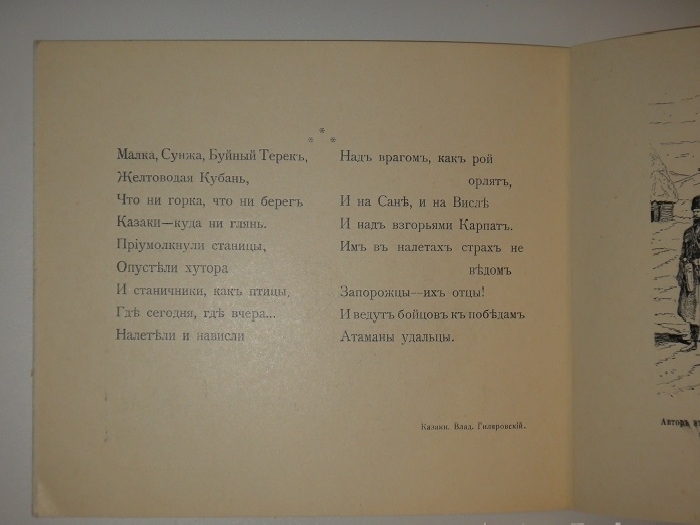 * * *
Малка, Сунжа, Буйный Терекъ,
Желтоводая Кубань,
Что ни горка, что ни берегъ
Казаки—куда ни глянь.
Пріумолкнули станицы,
Опустѣли хутора
И станичники, какъ птицы,
Гдѣ сегодня, гдѣ вчера...
Налетѣли и нависли
Надъ врагомъ, какъ рой
орлятъ,
И на Санѣ, и на Вислѣ
И надъ взгорьями Карпатъ.
Имъ въ налетахъ страхъ не
вѣдомъ
Запорожцы—ихъ отцы!
И ведутъ бойцовъ къ побѣдамъ
Атаманы удальцы.
Казаки. Влад. Гиляровскій.
Авторъ